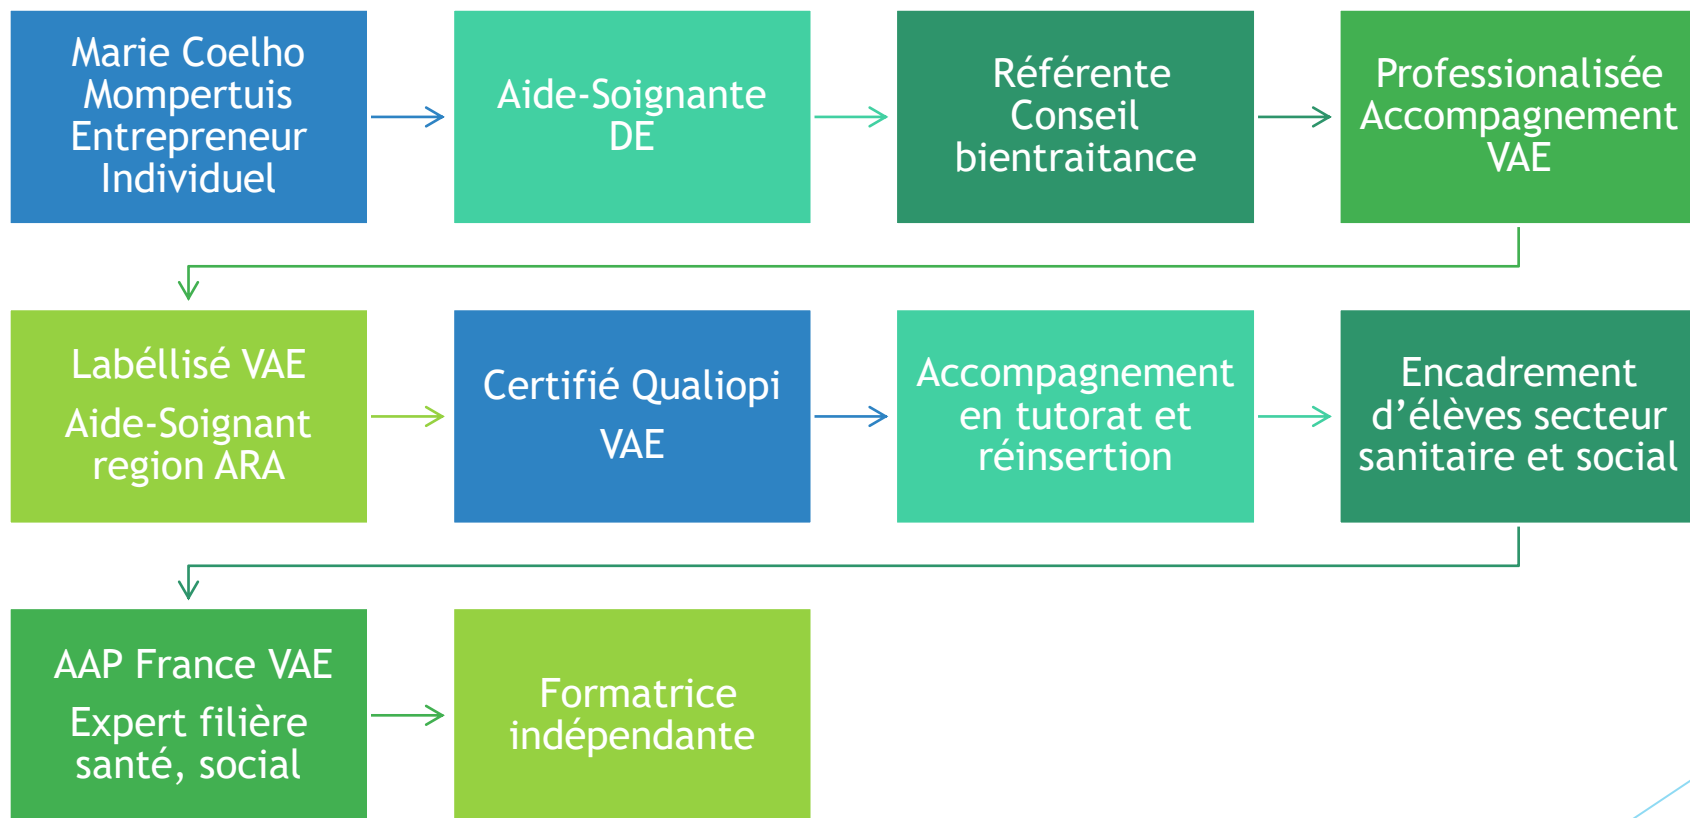 Marie Coelho
Mompertuis
Entrepreneur
Individuel
Aide-Soignante
DE
Référente
Conseil
bientraitance
Professionalisée
Accompagnement
VAE
Labéllisé VAE
Aide-Soignant
region ARA
Certifié Qualiopi
VAE
Accompagnement
en tutorat et
réinsertion
Encadrement
d’élèves secteur
sanitaire et social
AAP France VAE
Expert filière
santé, social
Formatrice
indépendante